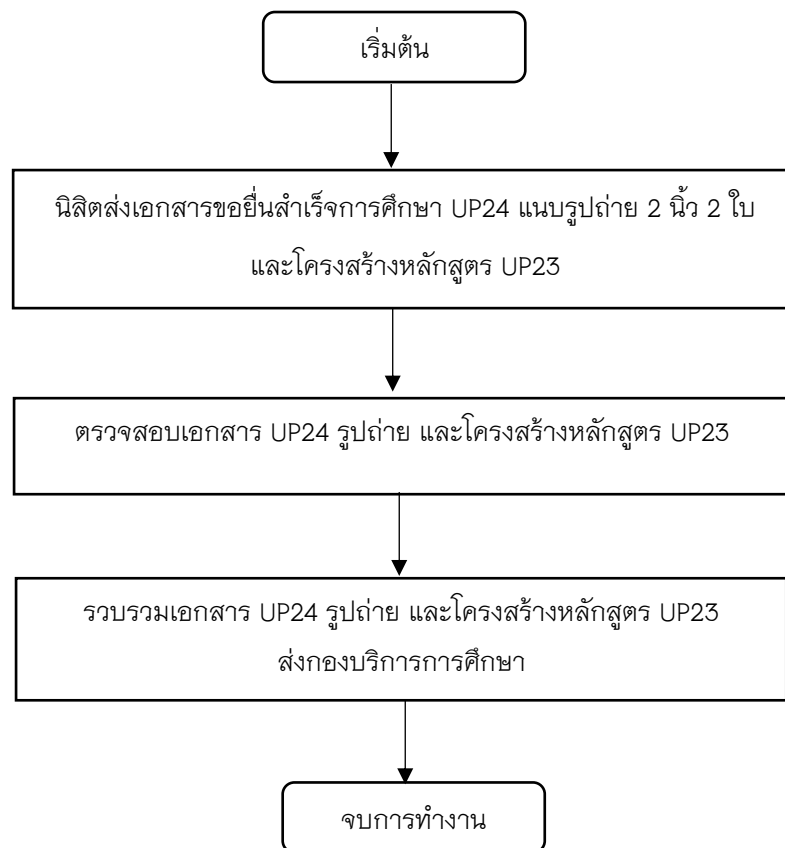 เริ่มต้น
นิสิตส่งเอกสารขอยื่นสำเร็จการศึกษา UP24 แนบรูปถ่าย 2 นิ้ว 2 ใบ
และโครงสร้างหลักสูตร UP23
ตรวจสอบเอกสาร UP24 รูปถ่าย และโครงสร้างหลักสูตร UP23
รวบรวมเอกสาร UP24 รูปถ่าย และโครงสร้างหลักสูตร UP23
ส่งกองบริการการศึกษา
จบการทำงาน